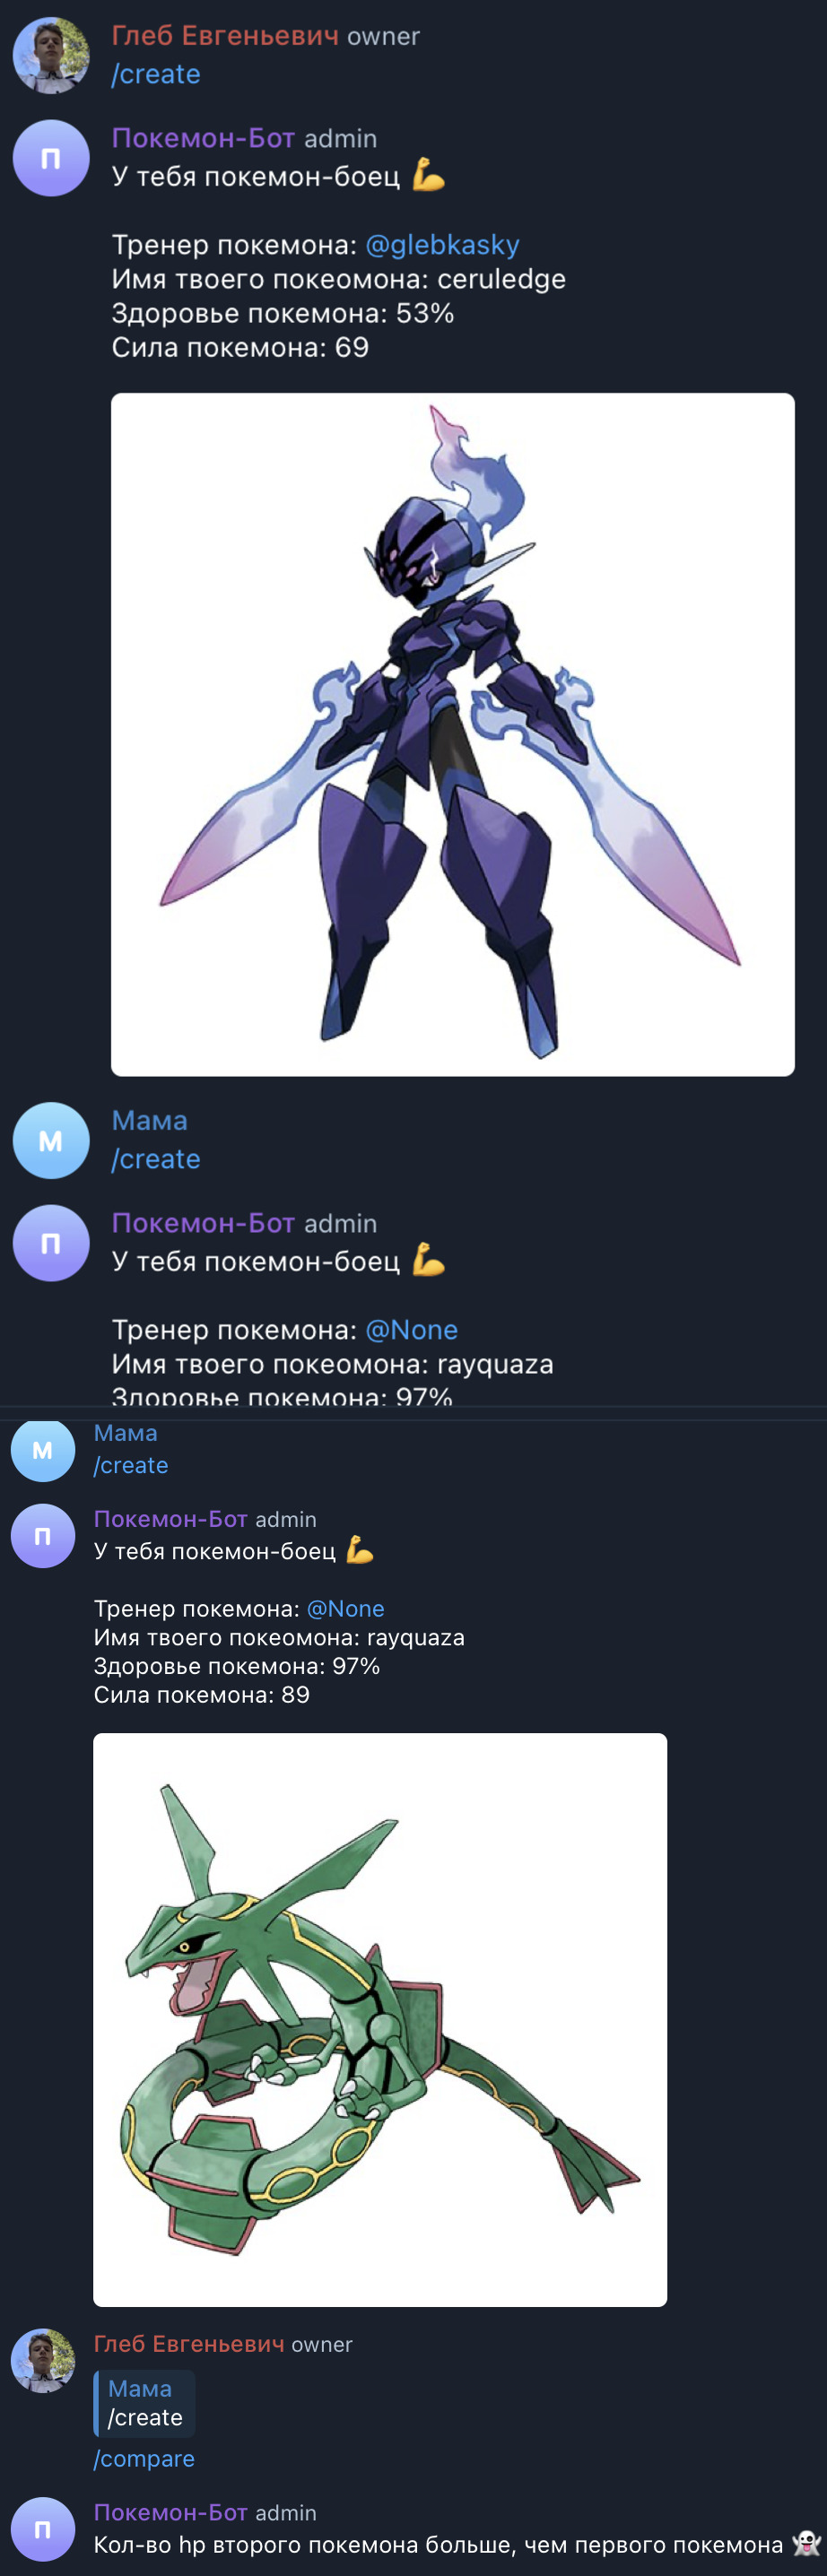 Глеб Евгеньевич owner
/create
П
Покемон-Бот admin
У тебя покемон-боец 💪
Тренер покемона: @glebkasky
Имя твоего покеомона: ceruledge
Здоровье покемона: 53%
Сила покемона: 69
М
Мама
/create
П
Покемон-Бот admin
У тебя покемон-боец 💪
Тренер покемона: @None
Имя твоего покеомона: rayquaza
Здоровье покемона: 97%
М
Мама
/create
П
Покемон-Бот admin
У тебя покемон-боец 💪
Тренер покемона: @None
Имя твоего покеомона: rayquaza
Здоровье покемона: 97%
Сила покемона: 89
Глеб Евгеньевич owner
Мама
/create
/compare
П
Покемон-Бот admin
Кол-во hp второго покемона больше, чем первого покемона 👻